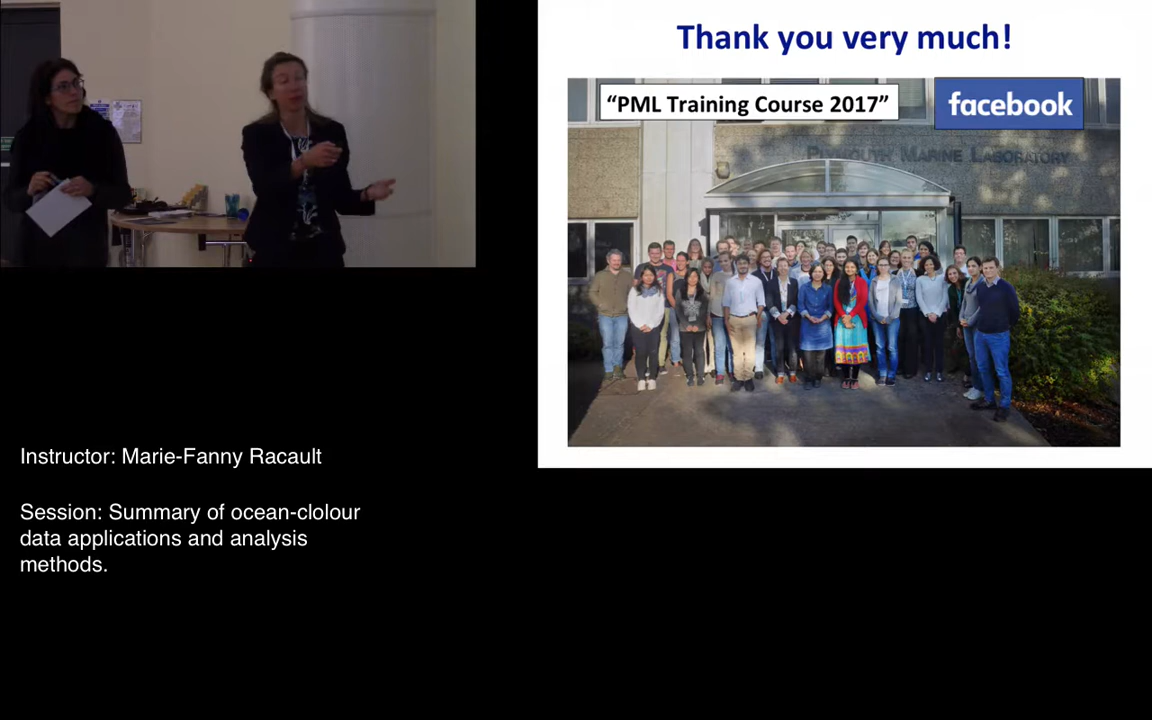 Thank you very much!
“PML Training Course 2017”
facebook
PLYMOUTH MARINE LABORATORY
Instructor: Marie-Fanny Racault
Session: Summary of ocean-clolour
data applications and analysis
methods.